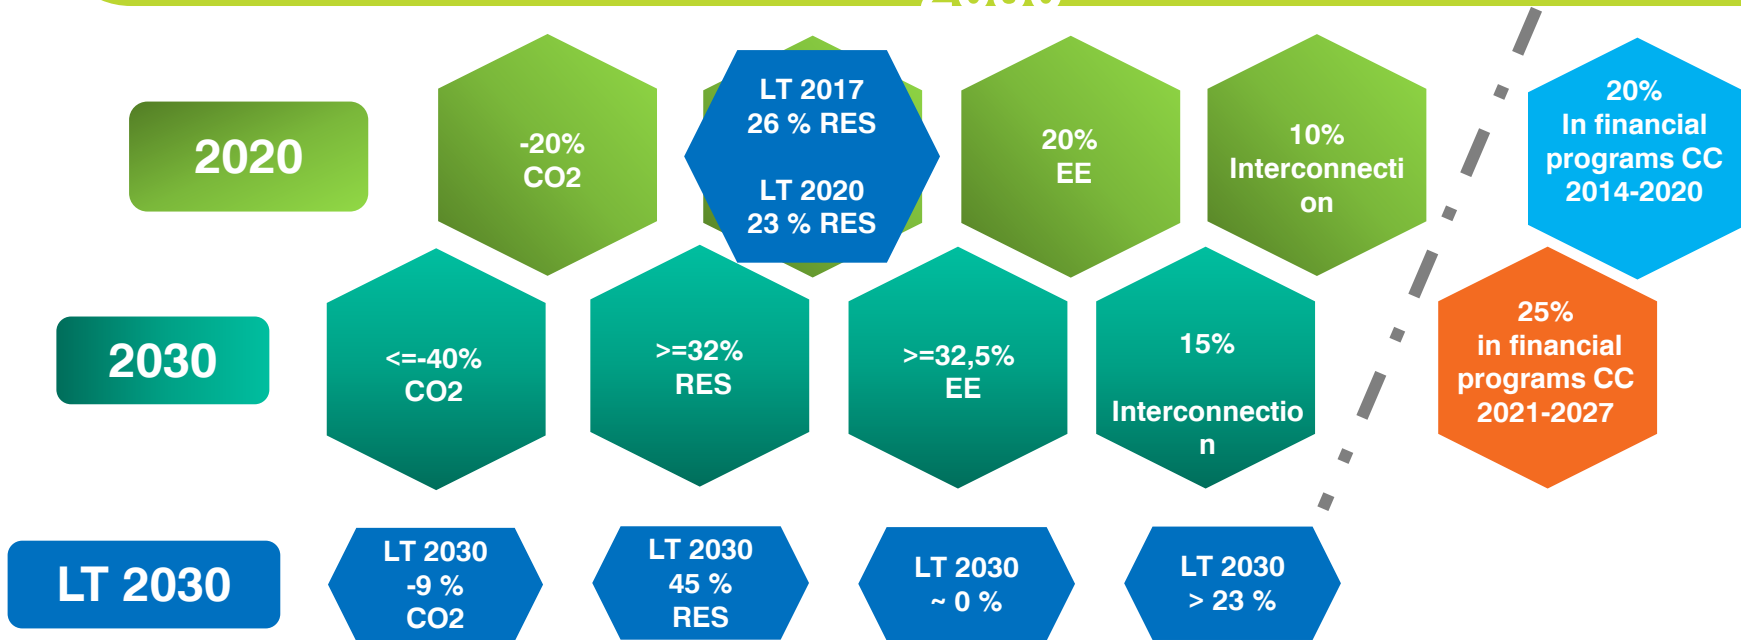 2020
-20%
CO2
LT 2017
26 % RES
LT 2020
23 % RES
20%
EE
10%
Interconnecti
on
20%
In financial
programs CC
2014-2020
2030
<=-40%
CO2
>=32%
RES
>=32,5%
EE
15%
Interconnectio
n
25%
in financial
programs CC
2021-2027
LT 2030
LT 2030
-9 %
CO2
LT 2030
45 %
RES
LT 2030
~ 0 %
LT 2030
> 23 %